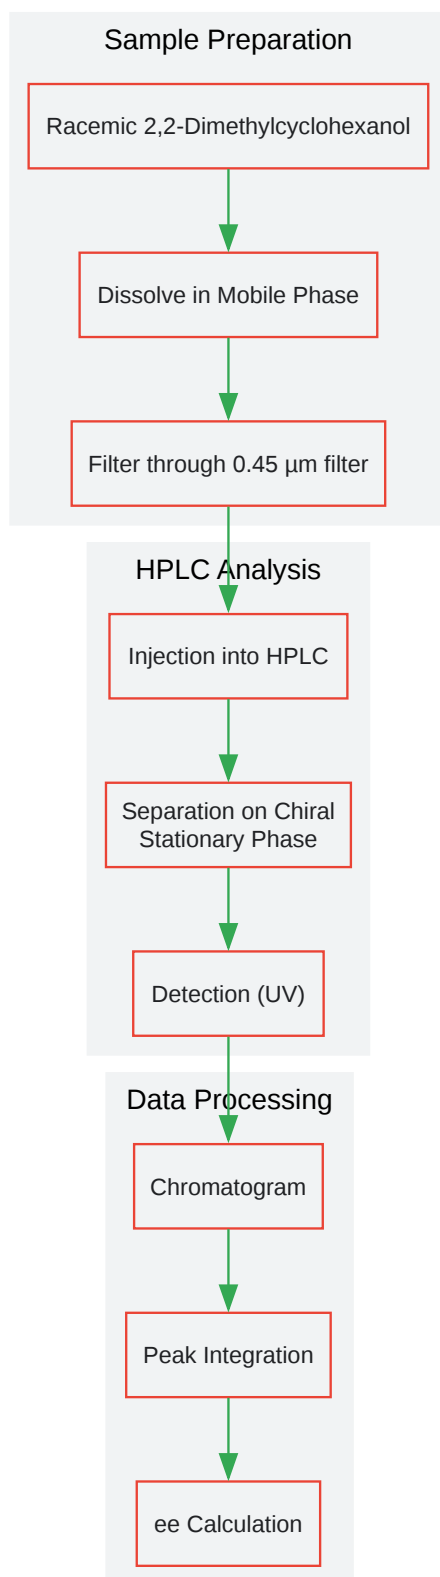 Sample Preparation
Racemic 2,2-Dimethylcyclohexanol
Dissolve in Mobile Phase
Filter through 0.45 µm filter
HPLC Analysis
Injection into HPLC
Separation on Chiral
Stationary Phase
Detection (UV)
Data Processing
Chromatogram
Peak Integration
ee Calculation